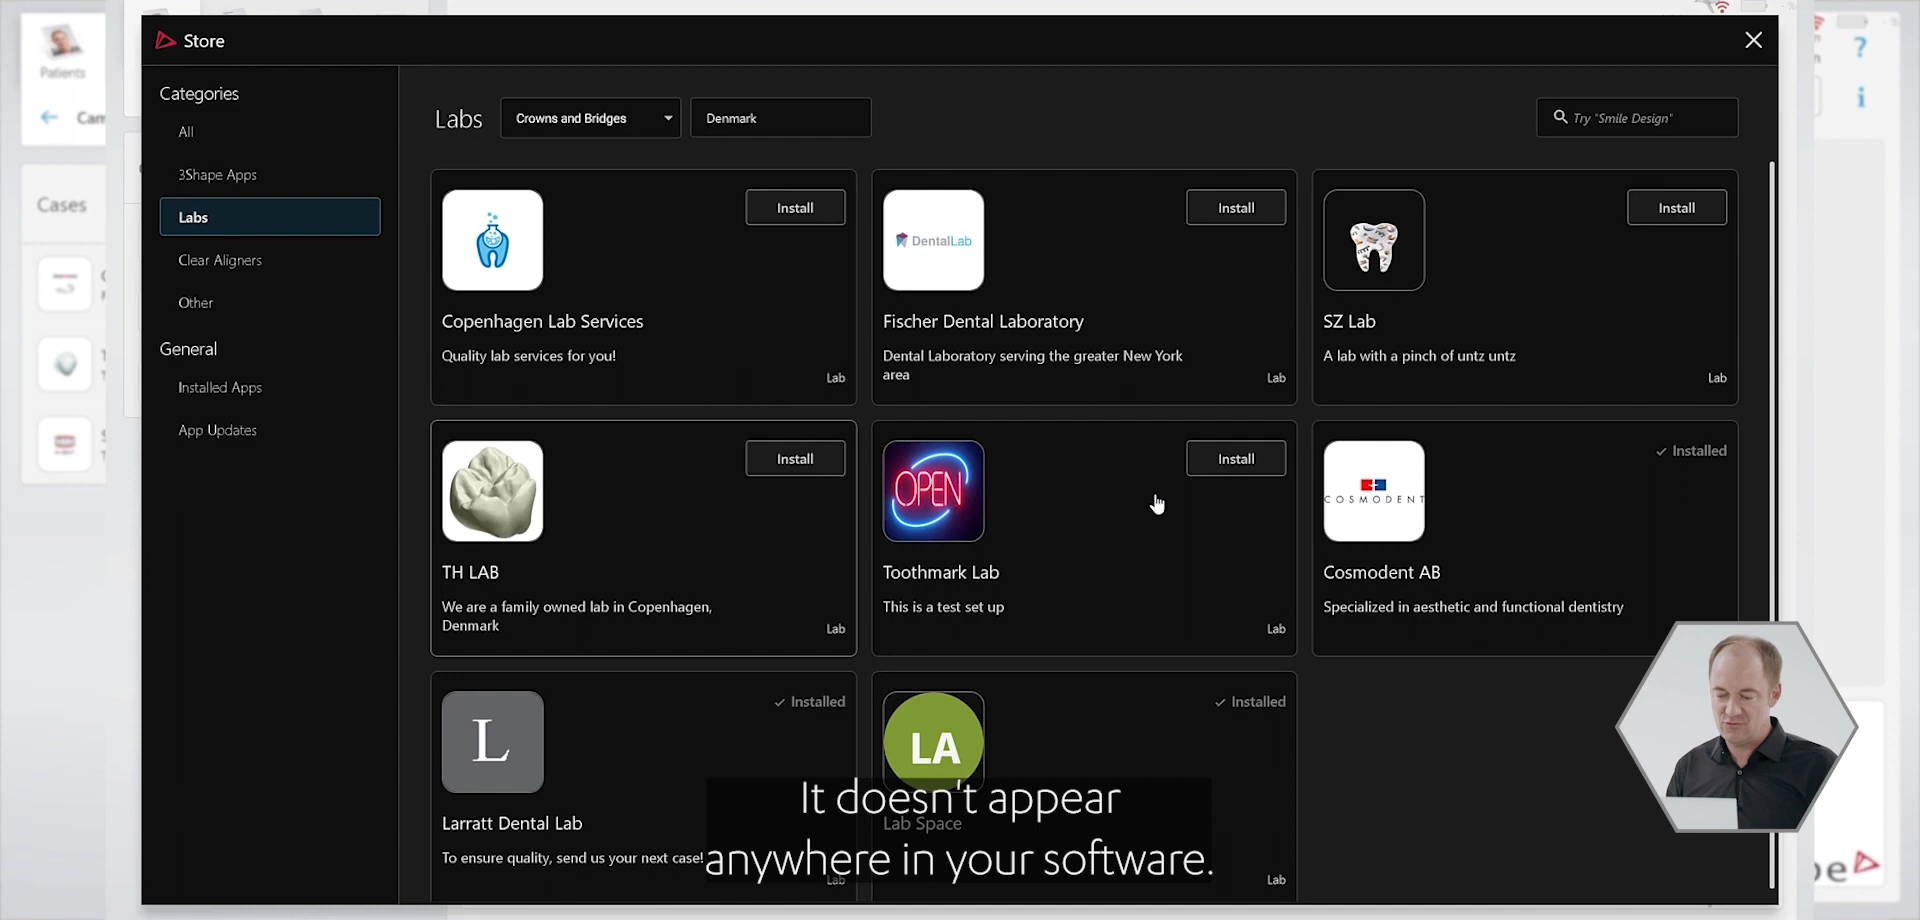 Store
Categories
All
3Shape Apps
Labs
Clear Aligners
Other
General
Installed Apps
App Updates
Labs
Crowns and Bridges
Denmark
Try "Smile Design"
Install
DentalLab
Install
Install
Copenhagen Lab Services
Quality lab services for you!
Lab
Fischer Dental Laboratory
Dental Laboratory serving the greater New York
area
Lab
SZ Lab
A lab with a pinch of untz untz
Lab
Install
OPEN
Install
COSMODENT
Installed
TH LAB
We are a family owned lab in Copenhagen,
Denmark
Lab
Toothmark Lab
This is a test set up
Lab
Cosmodent AB
Specialized in aesthetic and functional dentistry
L
Installed
LA
Installed
Larratt Dental Lab
To ensure quality, send us your next case!
Lab
Lab Space
Lab
It doesn't appear
anywhere in your software.
Patients
Cam
Cases
?
i
pe